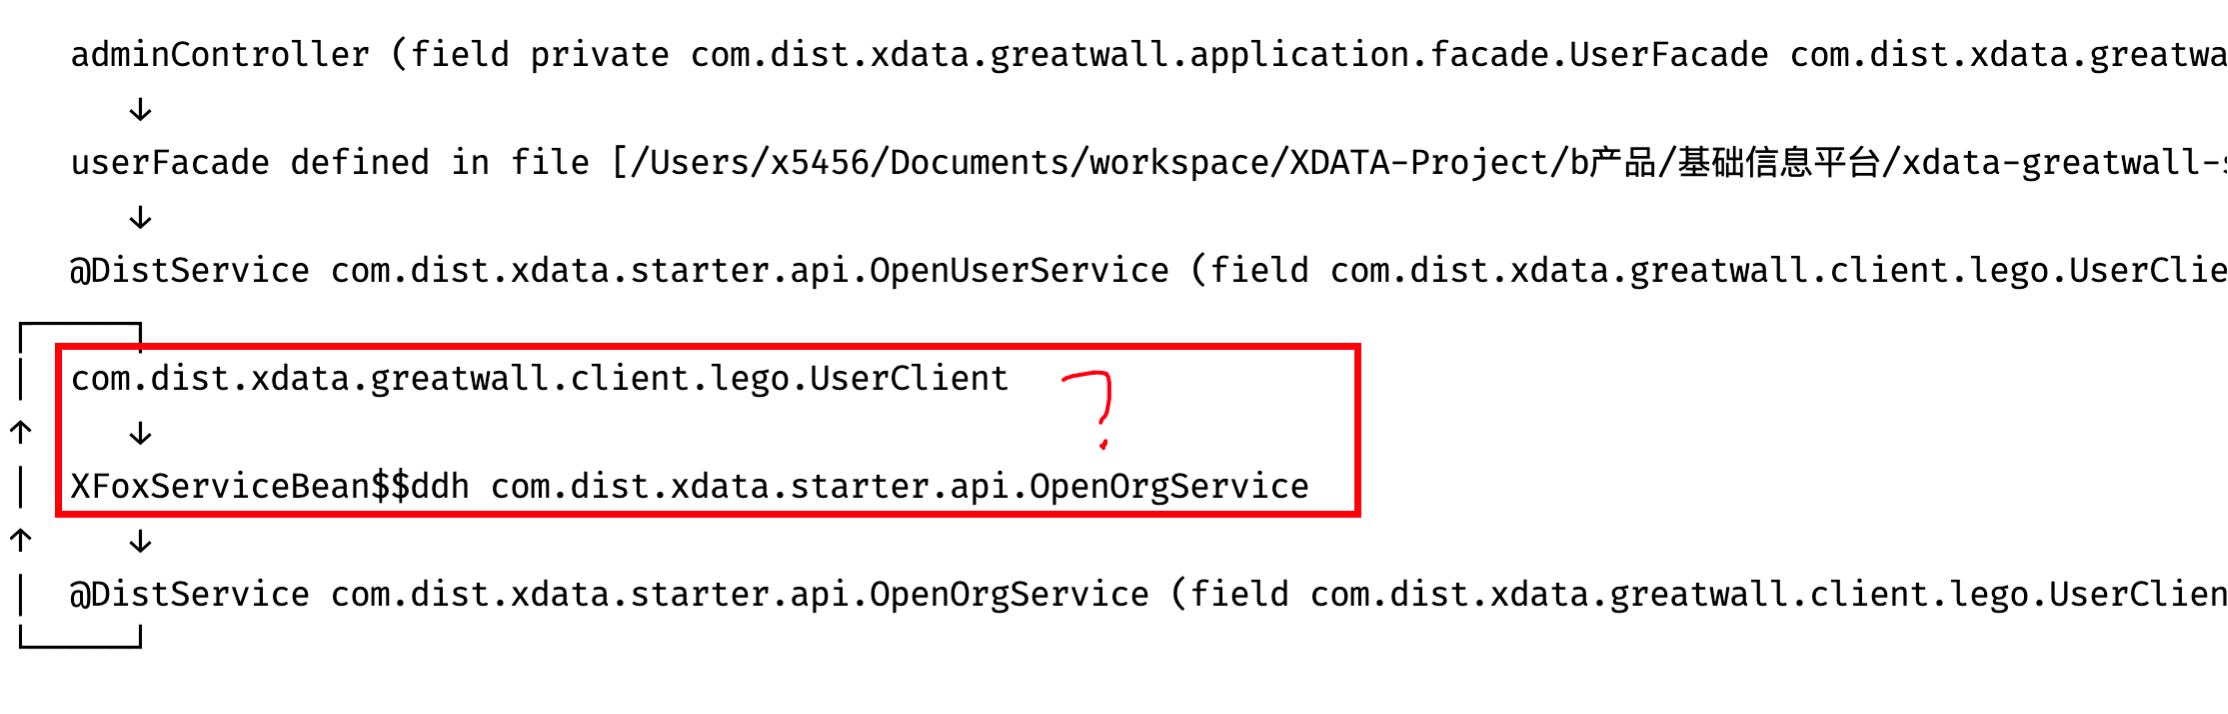 adminController (field private com.dist.xdata.greatwall.application.facade.UserFacade com.dist.xdata.greatwa
↓
userFacade defined in file [/Users/x5456/Documents/workspace/XDATA-Project/b产品/基础信息平台/xdata-greatwall-s
↓
@DistService com.dist.xdata.starter.api.OpenUserService (field com.dist.xdata.greatwall.client.lego.UserClie
com.dist.xdata.greatwall.client.lego.UserClient ?
↑ ↓
XFoxServiceBean$$ddh com.dist.xdata.starter.api.OpenOrgService
↑ ↓
@DistService com.dist.xdata.starter.api.OpenOrgService (field com.dist.xdata.greatwall.client.lego.UserClien